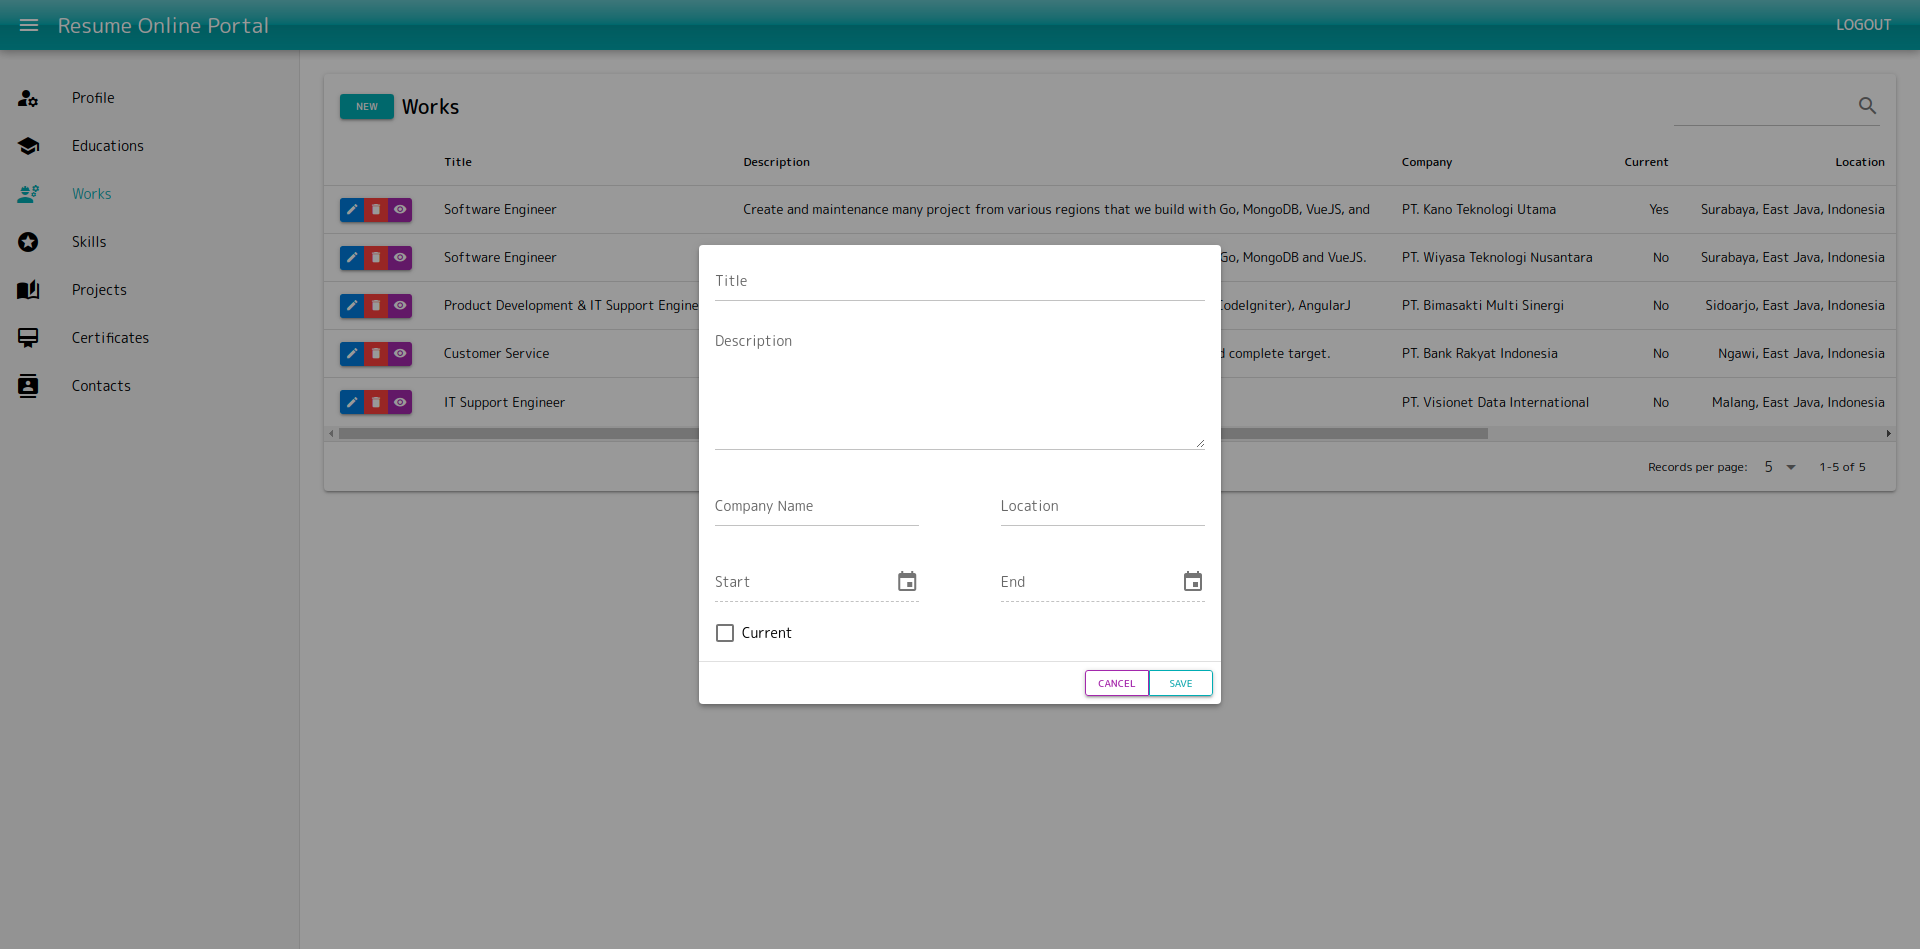 Resume Online Portal
LOGOUT
Profile
Educations
Works
Skills
Projects
Certificates
Contacts
NEW Works
Title Description Company Current Location
Software Engineer Create and maintenance many project from various regions that we build with Go, MongoDB, VueJS, and PT. Kano Teknologi Utama Yes Surabaya, East Java, Indonesia
Software Engineer Go, MongoDB and VueJS. PT. Wiyasa Teknologi Nusantara No Surabaya, East Java, Indonesia
Product Development & IT Support Engine CodeIgniter), AngularJ PT. Bimasakti Multi Sinergi No Sidoarjo, East Java, Indonesia
Customer Service complete target. PT. Bank Rakyat Indonesia No Ngawi, East Java, Indonesia
IT Support Engineer PT. Visionet Data International No Malang, East Java, Indonesia
Records per page: 5 1-5 of 5
Title
Description
Company Name Location
Start End
Current
CANCEL SAVE